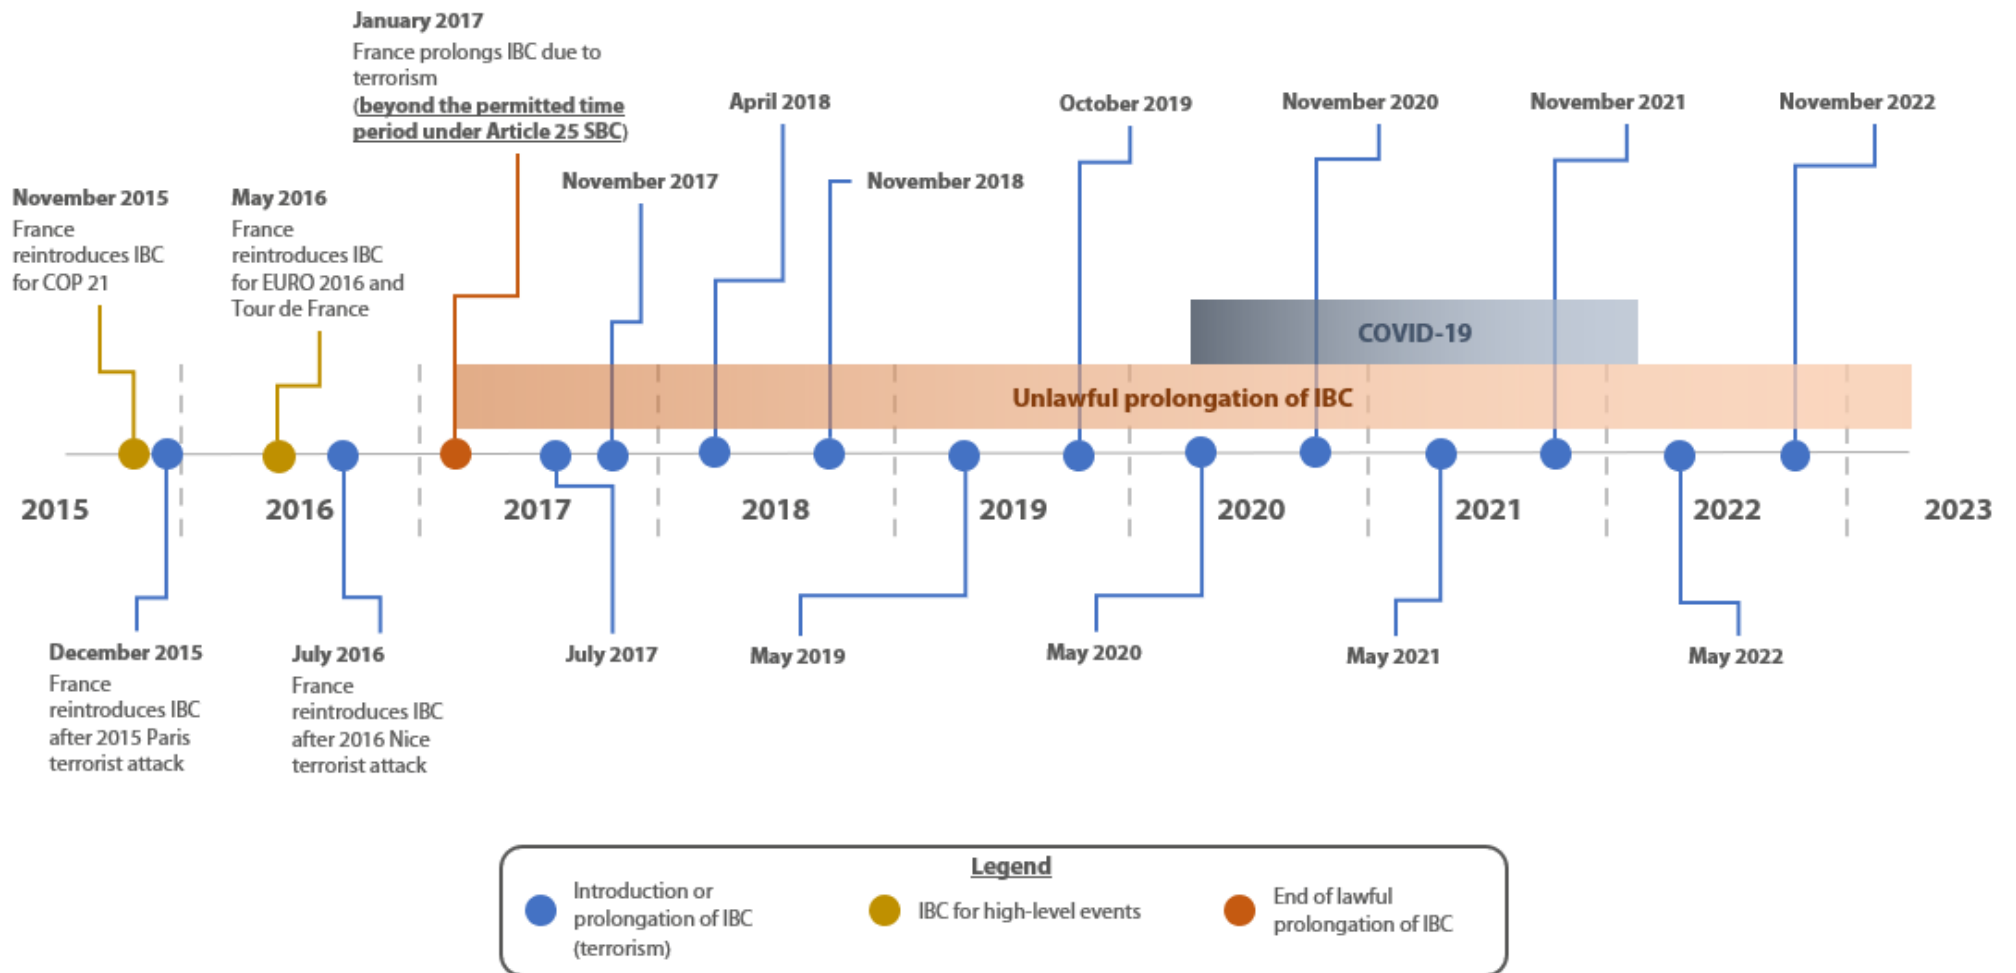 January 2017
France prolongs IBC due to
terrorism
(beyond the permitted time
period under Article 25 SBC)
April 2018
October 2019
November 2020
November 2021
November 2022
November 2017
November 2018
November 2015
France
reintroduces IBC
for COP 21
May 2016
France
reintroduces IBC
for EURO 2016 and
Tour de France
COVID-19
Unlawful prolongation of IBC
2015
2016
2017
2018
2019
2020
2021
2022
2023
December 2015
France
reintroduces IBC
after 2015 Paris
terrorist attack
July 2016
France
reintroduces IBC
after 2016 Nice
terrorist attack
July 2017
May 2019
May 2020
May 2021
May 2022
Legend
Introduction or
prolongation of IBC
(terrorism)
IBC for high-level events
End of lawful
prolongation of IBC